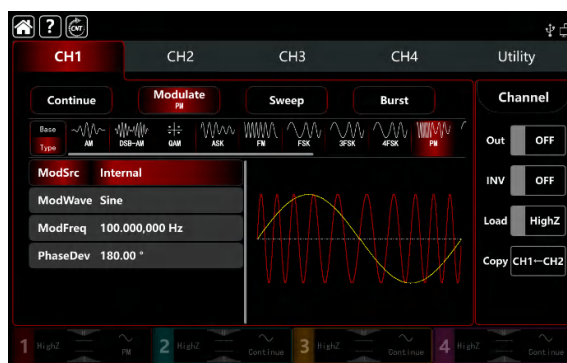 ? CNT
CH1 CH2 CH3 CH4 Utility
Continue Modulate PM Sweep Burst Channel
Base Type AM DSB-AM QAM ASK FM FSK 3FSK 4FSK PM
Out OFF
ModSrc Internal
INV OFF
ModWave Sine
Load HighZ
ModFreq 100.000,000 Hz
PhaseDev 180.00 °
Copy CH1←CH2
1 HighZ PM 2 HighZ Continue 3 HighZ Continue 4 HighZ Continue